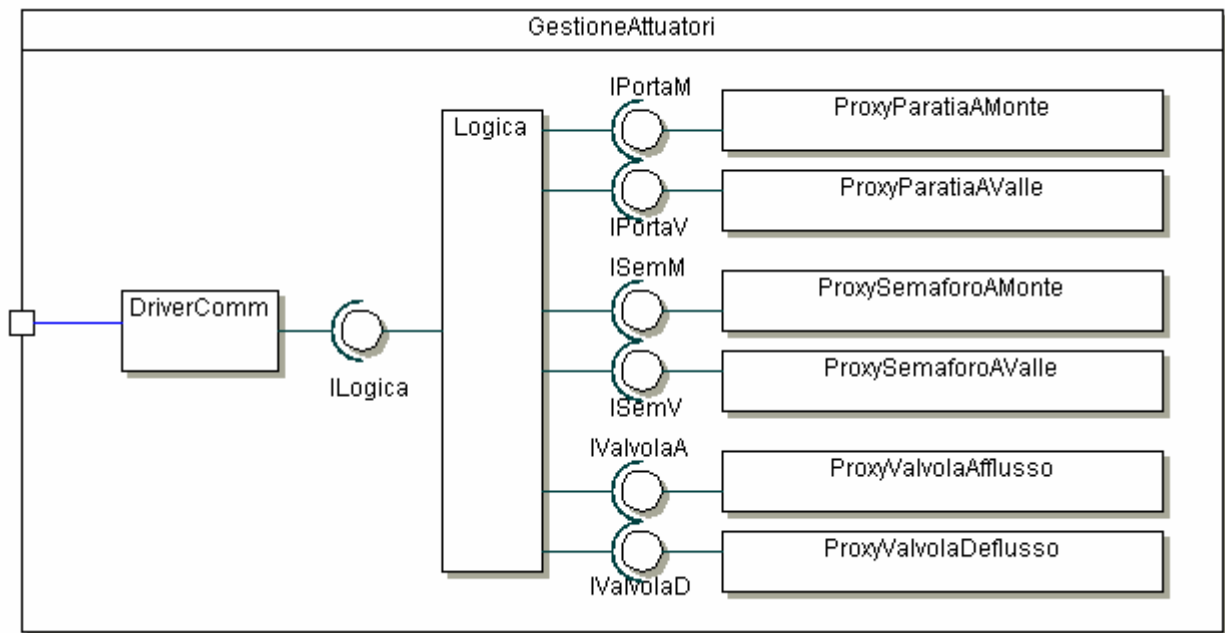 GestioneAttuatori
IPortaM
ProxyParatiaAMonte
Logica
ProxyParatiaAValle
IPortaV
ISemM
ProxySemaforoAMonte
DriverComm
ILogica
ProxySemaforoAValle
ISemV
IValvolaA
ProxyValvolaAfflusso
ProxyValvolaDeflusso
IValvolaD